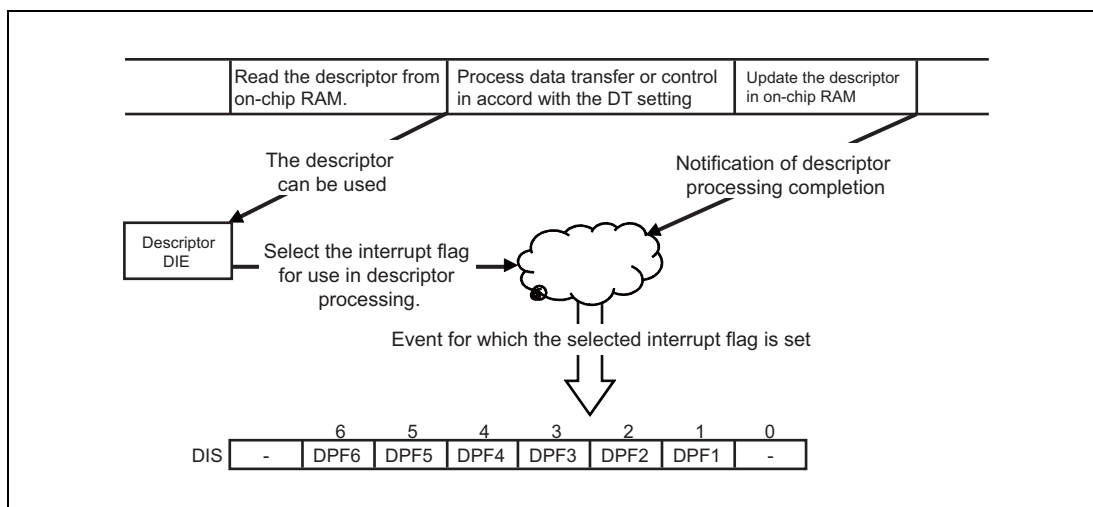 Read the descriptor from
on-chip RAM.
Process data transfer or control
in accord with the DT setting
Update the descriptor
in on-chip RAM
The descriptor
can be used
Notification of descriptor
processing completion
Descriptor
DIE
Select the interrupt flag
for use in descriptor
processing.
Event for which the selected interrupt flag is set
6 5 4 3 2 1 0
DIS - DPF6 DPF5 DPF4 DPF3 DPF2 DPF1 -